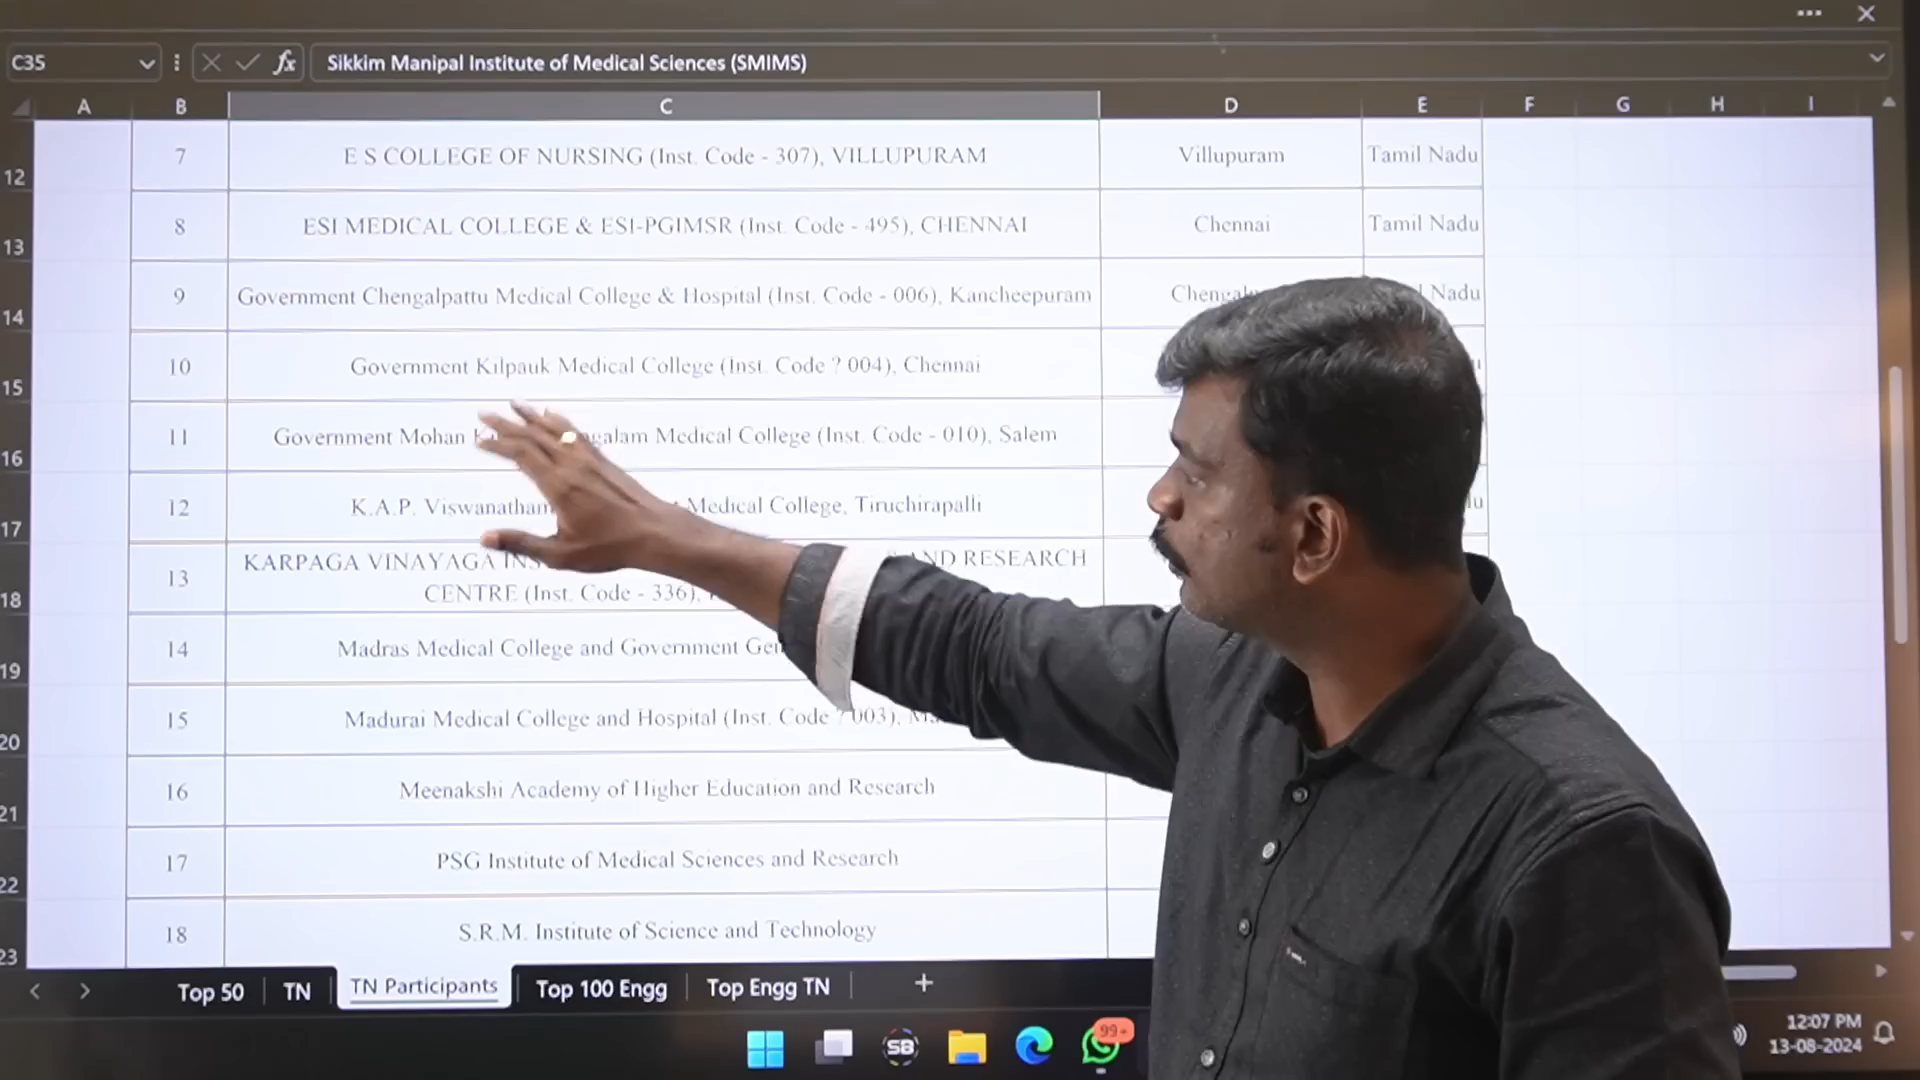 C35
fx
Sikkim Manipal Institute of Medical Sciences (SMIMS)
A B C D E F G H I
12 7 E S COLLEGE OF NURSING (Inst. Code - 307), VILLUPURAM Villupuram Tamil Nadu
13 8 ESI MEDICAL COLLEGE & ESI-PGIMSR (Inst. Code - 495), CHENNAI Chennai Tamil Nadu
14 9 Government Chengalpattu Medical College & Hospital (Inst. Code - 006), Kancheepuram Nadu
15 10 Government Kilpauk Medical College (Inst. Code ? 004), Chennai
16 11 Government Mohan Medical College (Inst. Code - 010), Salem
17 12 K.A.P. Viswanatham Medical College, Tiruchirapalli
KARPAGA VINAYAGA AND RESEARCH
18 13 CENTRE (Inst. Code - 336),
19 14 Madras Medical College and Government
20 15 Madurai Medical College and Hospital (Inst. Code ? 003),
21 16 Meenakshi Academy of Higher Education and Research
22 17 PSG Institute of Medical Sciences and Research
23 18 S.R.M. Institute of Science and Technology
Top 50 TN TN Participants Top 100 Engg Top Engg TN +
SB
99+
12:07 PM
13-08-2024